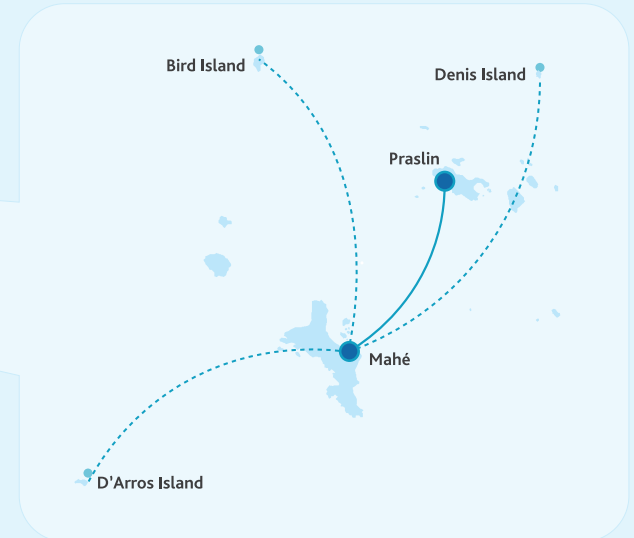 Bird Island
Denis Island
Praslin
Mahé
D'Arros Island